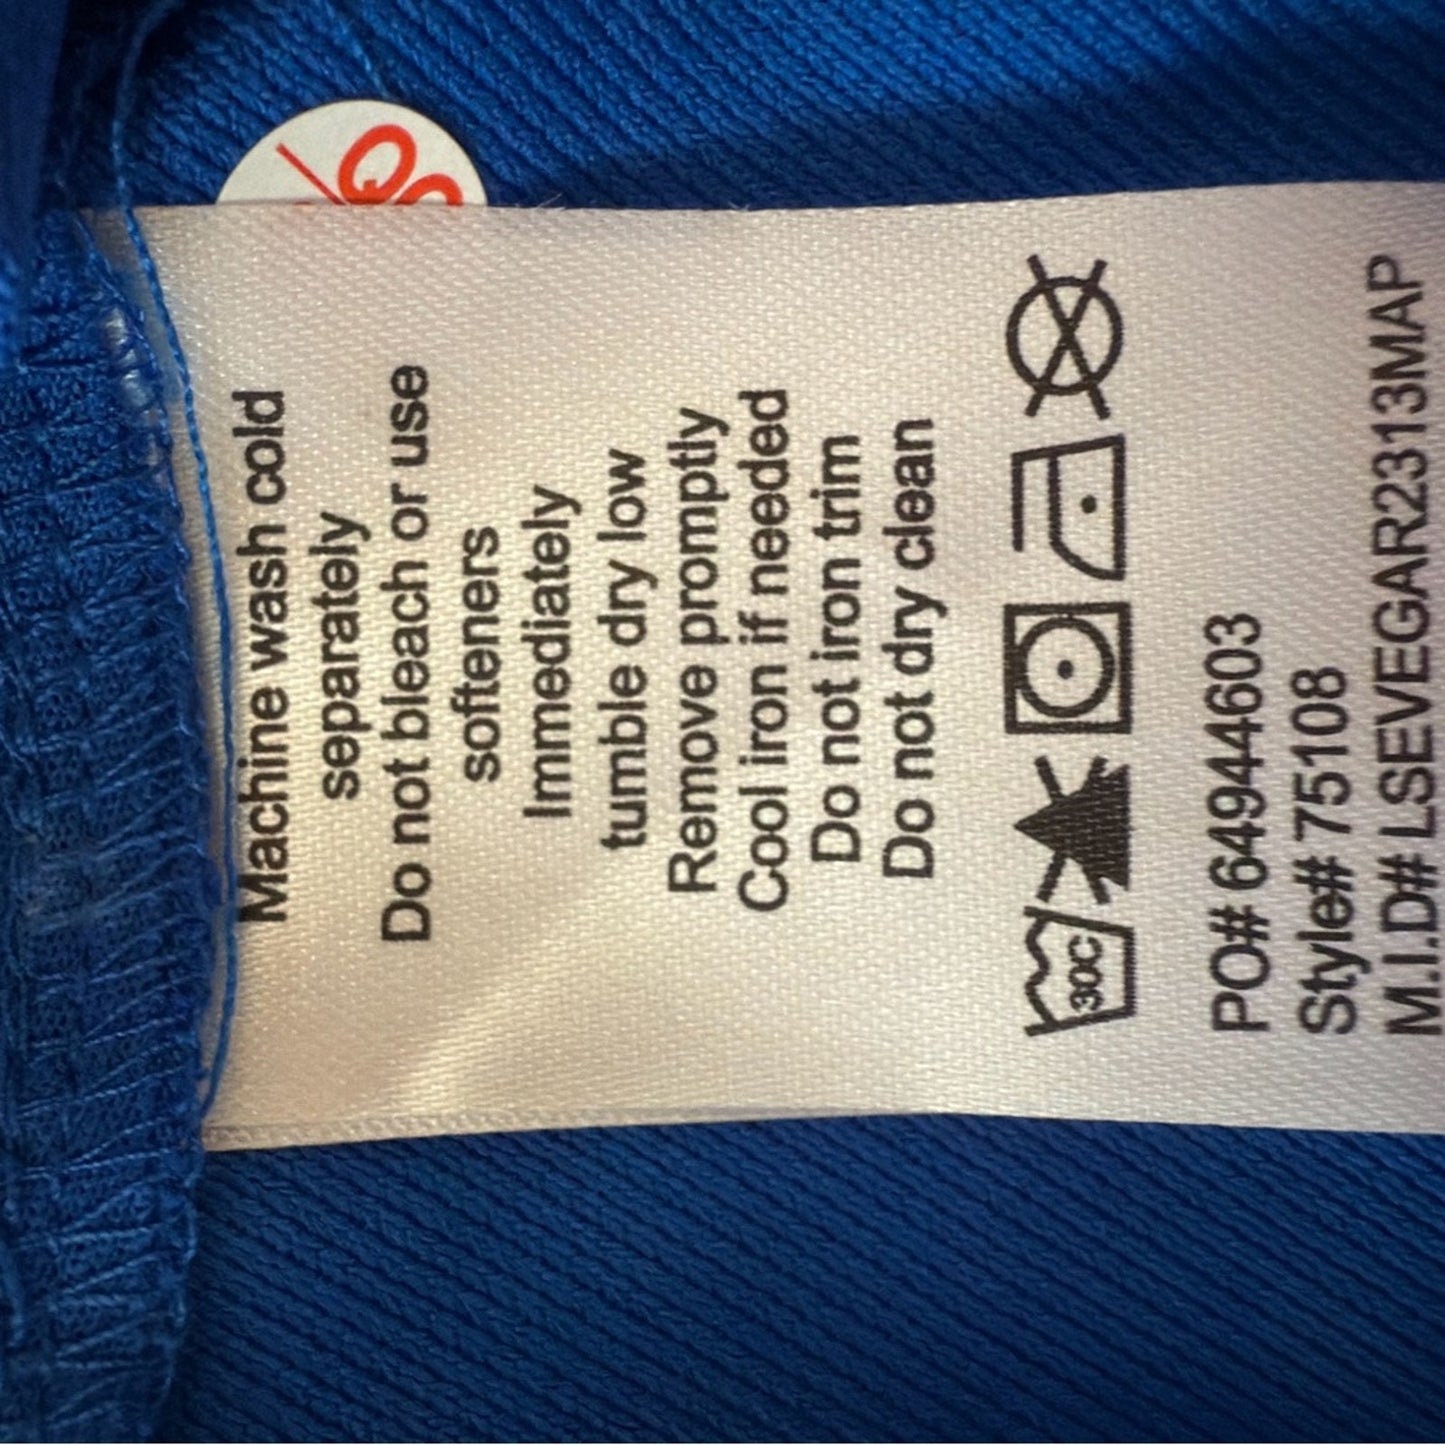 Machine wash cold
separately
Do not bleach or use
softeners
Immediately
tumble dry low
Remove promptly
Cool iron if needed
Do not iron trim
Do not dry clean
30C
PO# 64944603
Style# 75108
M.I.D# LSEVEGAR2313MAP